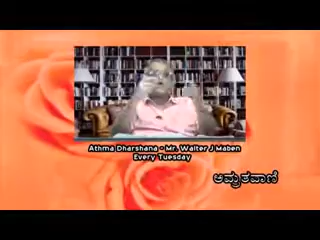 Athma Dharshana - Mr. Walter J Maben
Every Tuesday
ಅಮೃತವಾಣಿ